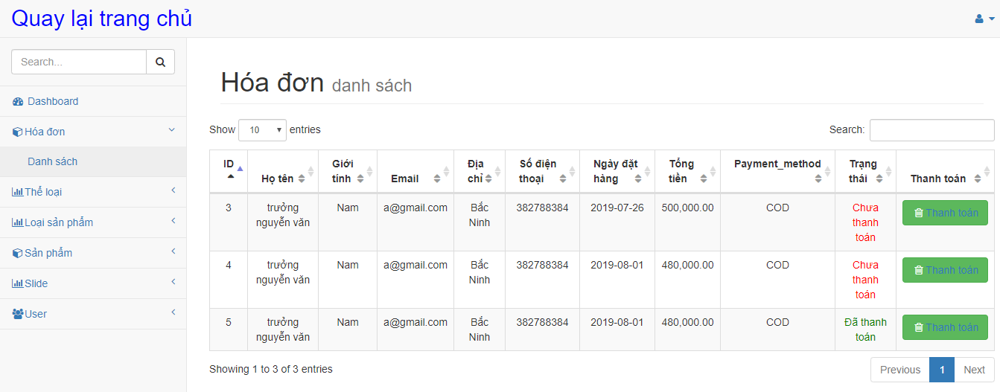 Quay lại trang chủ
Search...
Dashboard
Hóa đơn
Danh sách
Thể loại
Loại sản phẩm
Sản phẩm
Slide
User
Hóa đơn danh sách
Show 10 entries
Search:
ID Họ tên Giới tính Email Địa chỉ Số điện thoại Ngày đặt hàng Tổng tiền Payment_method Trạng thái Thanh toán
3 trưởng nguyễn văn Nam a@gmail.com Bắc Ninh 382788384 2019-07-26 500,000.00 COD Chưa thanh toán Thanh toán
4 trưởng nguyễn văn Nam a@gmail.com Bắc Ninh 382788384 2019-08-01 480,000.00 COD Chưa thanh toán Thanh toán
5 trưởng nguyễn văn Nam a@gmail.com Bắc Ninh 382788384 2019-08-01 480,000.00 COD Đã thanh toán Thanh toán
Showing 1 to 3 of 3 entries
Previous 1 Next